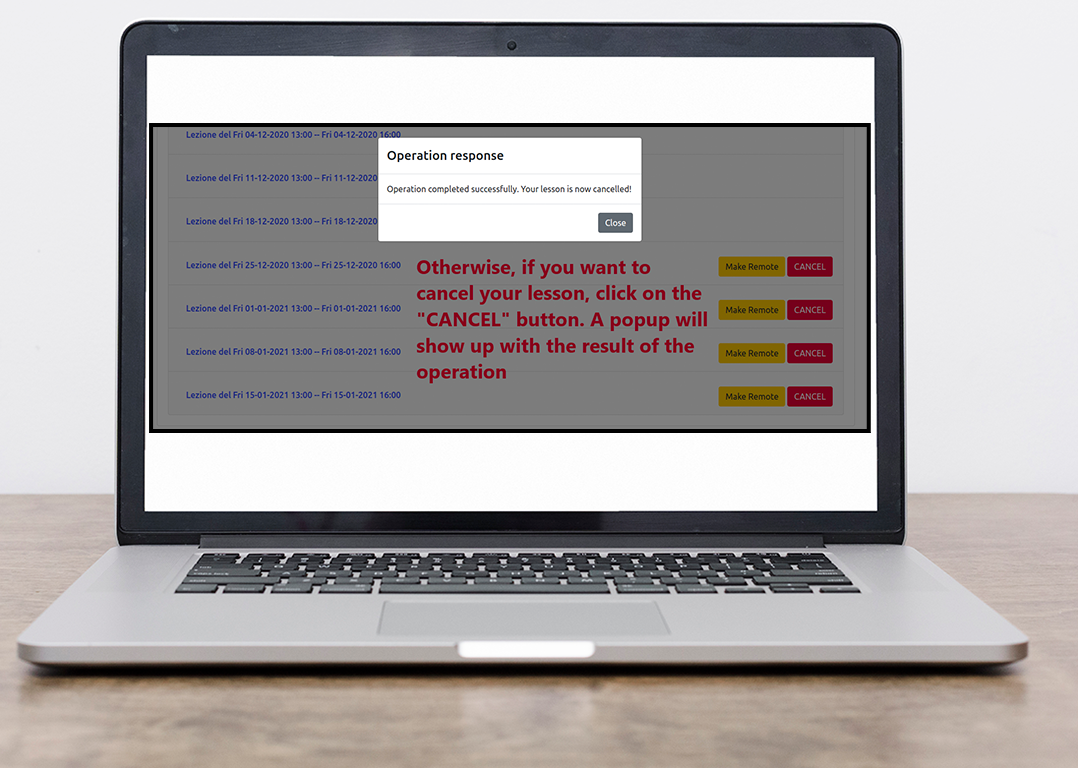 Lezione del Fri 04-12-2020 13:00 -- Fri 04-12-2020 16:00
Operation response
Lezione del Fri 11-12-2020 13:00 -- Fri 11-12-2020
Operation completed successfully. Your lesson is now cancelled!
Lezione del Fri 18-12-2020 13:00 -- Fri 18-12-2020
Close
Lezione del Fri 25-12-2020 13:00 -- Fri 25-12-2020 16:00
Make Remote CANCEL
Otherwise, if you want to
cancel your lesson, click on the
"CANCEL" button. A popup will
show up with the result of the
operation
Lezione del Fri 01-01-2021 13:00 -- Fri 01-01-2021 16:00
Make Remote CANCEL
Lezione del Fri 08-01-2021 13:00 -- Fri 08-01-2021 16:00
Make Remote CANCEL
Lezione del Fri 15-01-2021 13:00 -- Fri 15-01-2021 16:00
Make Remote CANCEL